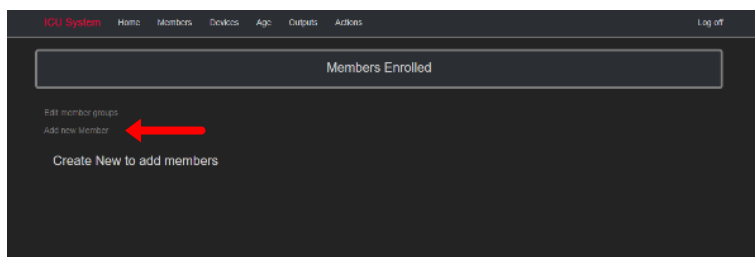 ICU System Home Members Devices Age Outputs Actions Log off
Members Enrolled
Edit member groups
Add new Member
Create New to add members